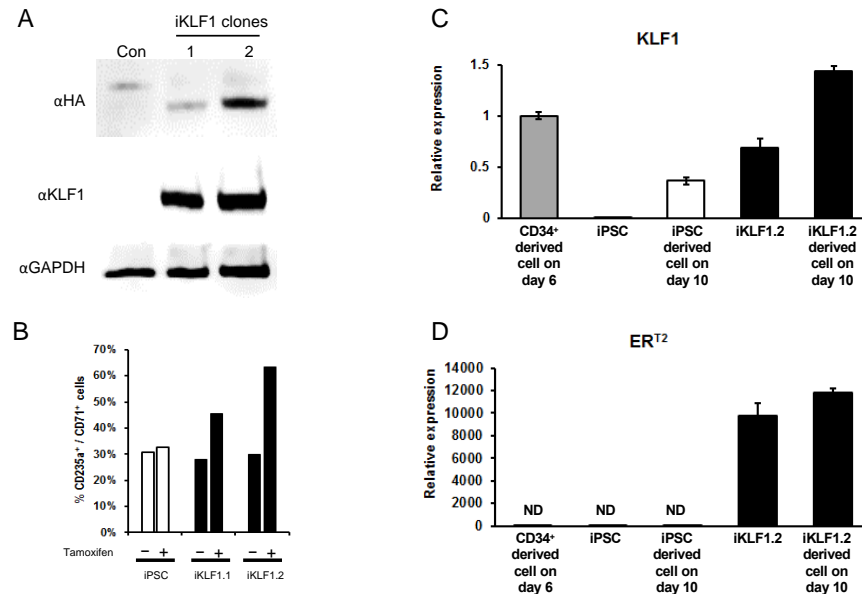 A
iKLF1 clones
Con
1
2
αHA
αKLF1
αGAPDH
B
% CD235a⁺ / CD71⁺ cells
70%
60%
50%
40%
30%
20%
10%
0%
Tamoxifen
– + – + – +
iPSC
iKLF1.1
iKLF1.2
C
KLF1
Relative expression
1.5
1
0.5
0
CD34⁺
derived
cell on
day 6
iPSC
iPSC
derived
cell on
day 10
iKLF1.2
iKLF1.2
derived
cell on
day 10
D
ERᵀ²
Relative expression
14000
12000
10000
8000
6000
4000
2000
0
ND
ND
ND
CD34⁺
derived
cell on
day 6
iPSC
iPSC
derived
cell on
day 10
iKLF1.2
iKLF1.2
derived
cell on
day 10